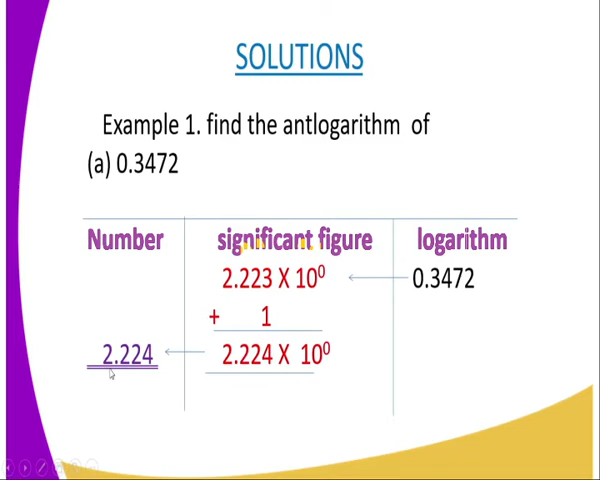 SOLUTIONS
Example 1. find the antlogarithm of
(a) 0.3472
Number significant figure logarithm
2.223 X 10⁰ 0.3472
+ 1
2.224 2.224 X 10⁰